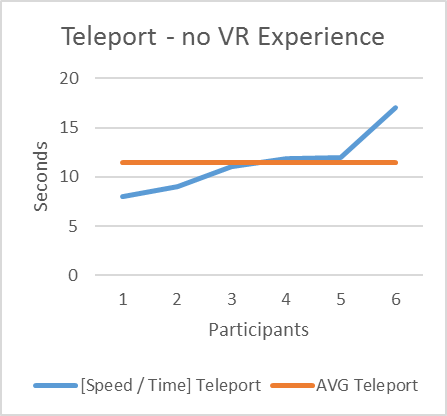 Teleport - no VR Experience
20
15
10
5
0
Seconds
1 2 3 4 5 6
Participants
[Speed / Time] Teleport AVG Teleport